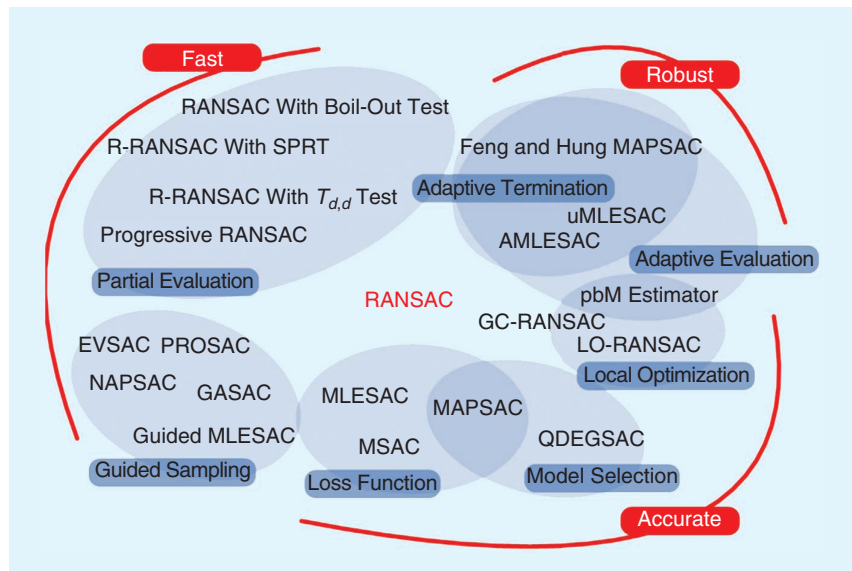 Fast
Robust
RANSAC With Boil-Out Test
R-RANSAC With SPRT
R-RANSAC With Td,d Test
Progressive RANSAC
Partial Evaluation
Feng and Hung MAPSAC
Adaptive Termination
uMLESAC
AMLESAC
Adaptive Evaluation
RANSAC
pbM Estimator
GC-RANSAC
LO-RANSAC
Local Optimization
EVSAC PROSAC
NAPSAC
GASAC
Guided MLESAC
Guided Sampling
MLESAC
MAPSAC
MSAC
Loss Function
QDEGSAC
Model Selection
Accurate